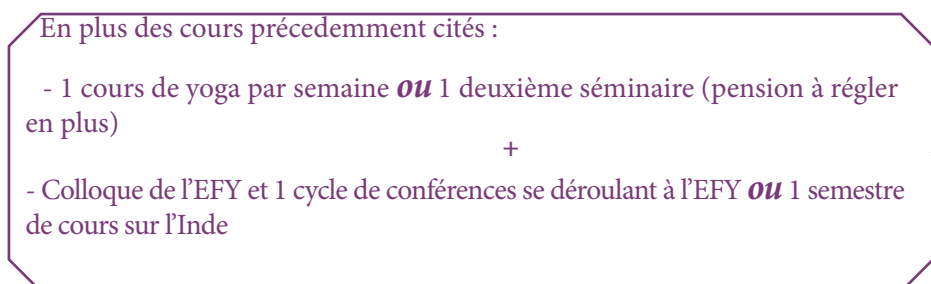 En plus des cours précedemment cités :
- 1 cours de yoga par semaine ou 1 deuxième séminaire (pension à régler
en plus)
+
- Colloque de l'EFY et 1 cycle de conférences se déroulant à l'EFY ou 1 semestre
de cours sur l'Inde